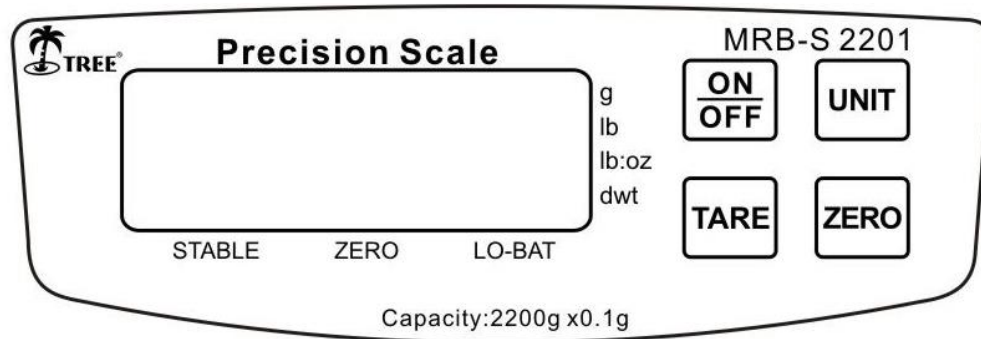 TREE®
Precision Scale
MRB-S 2201
g
lb
lb:oz
dwt
STABLE ZERO LO-BAT
ON
OFF
UNIT
TARE
ZERO
Capacity:2200g x0.1g